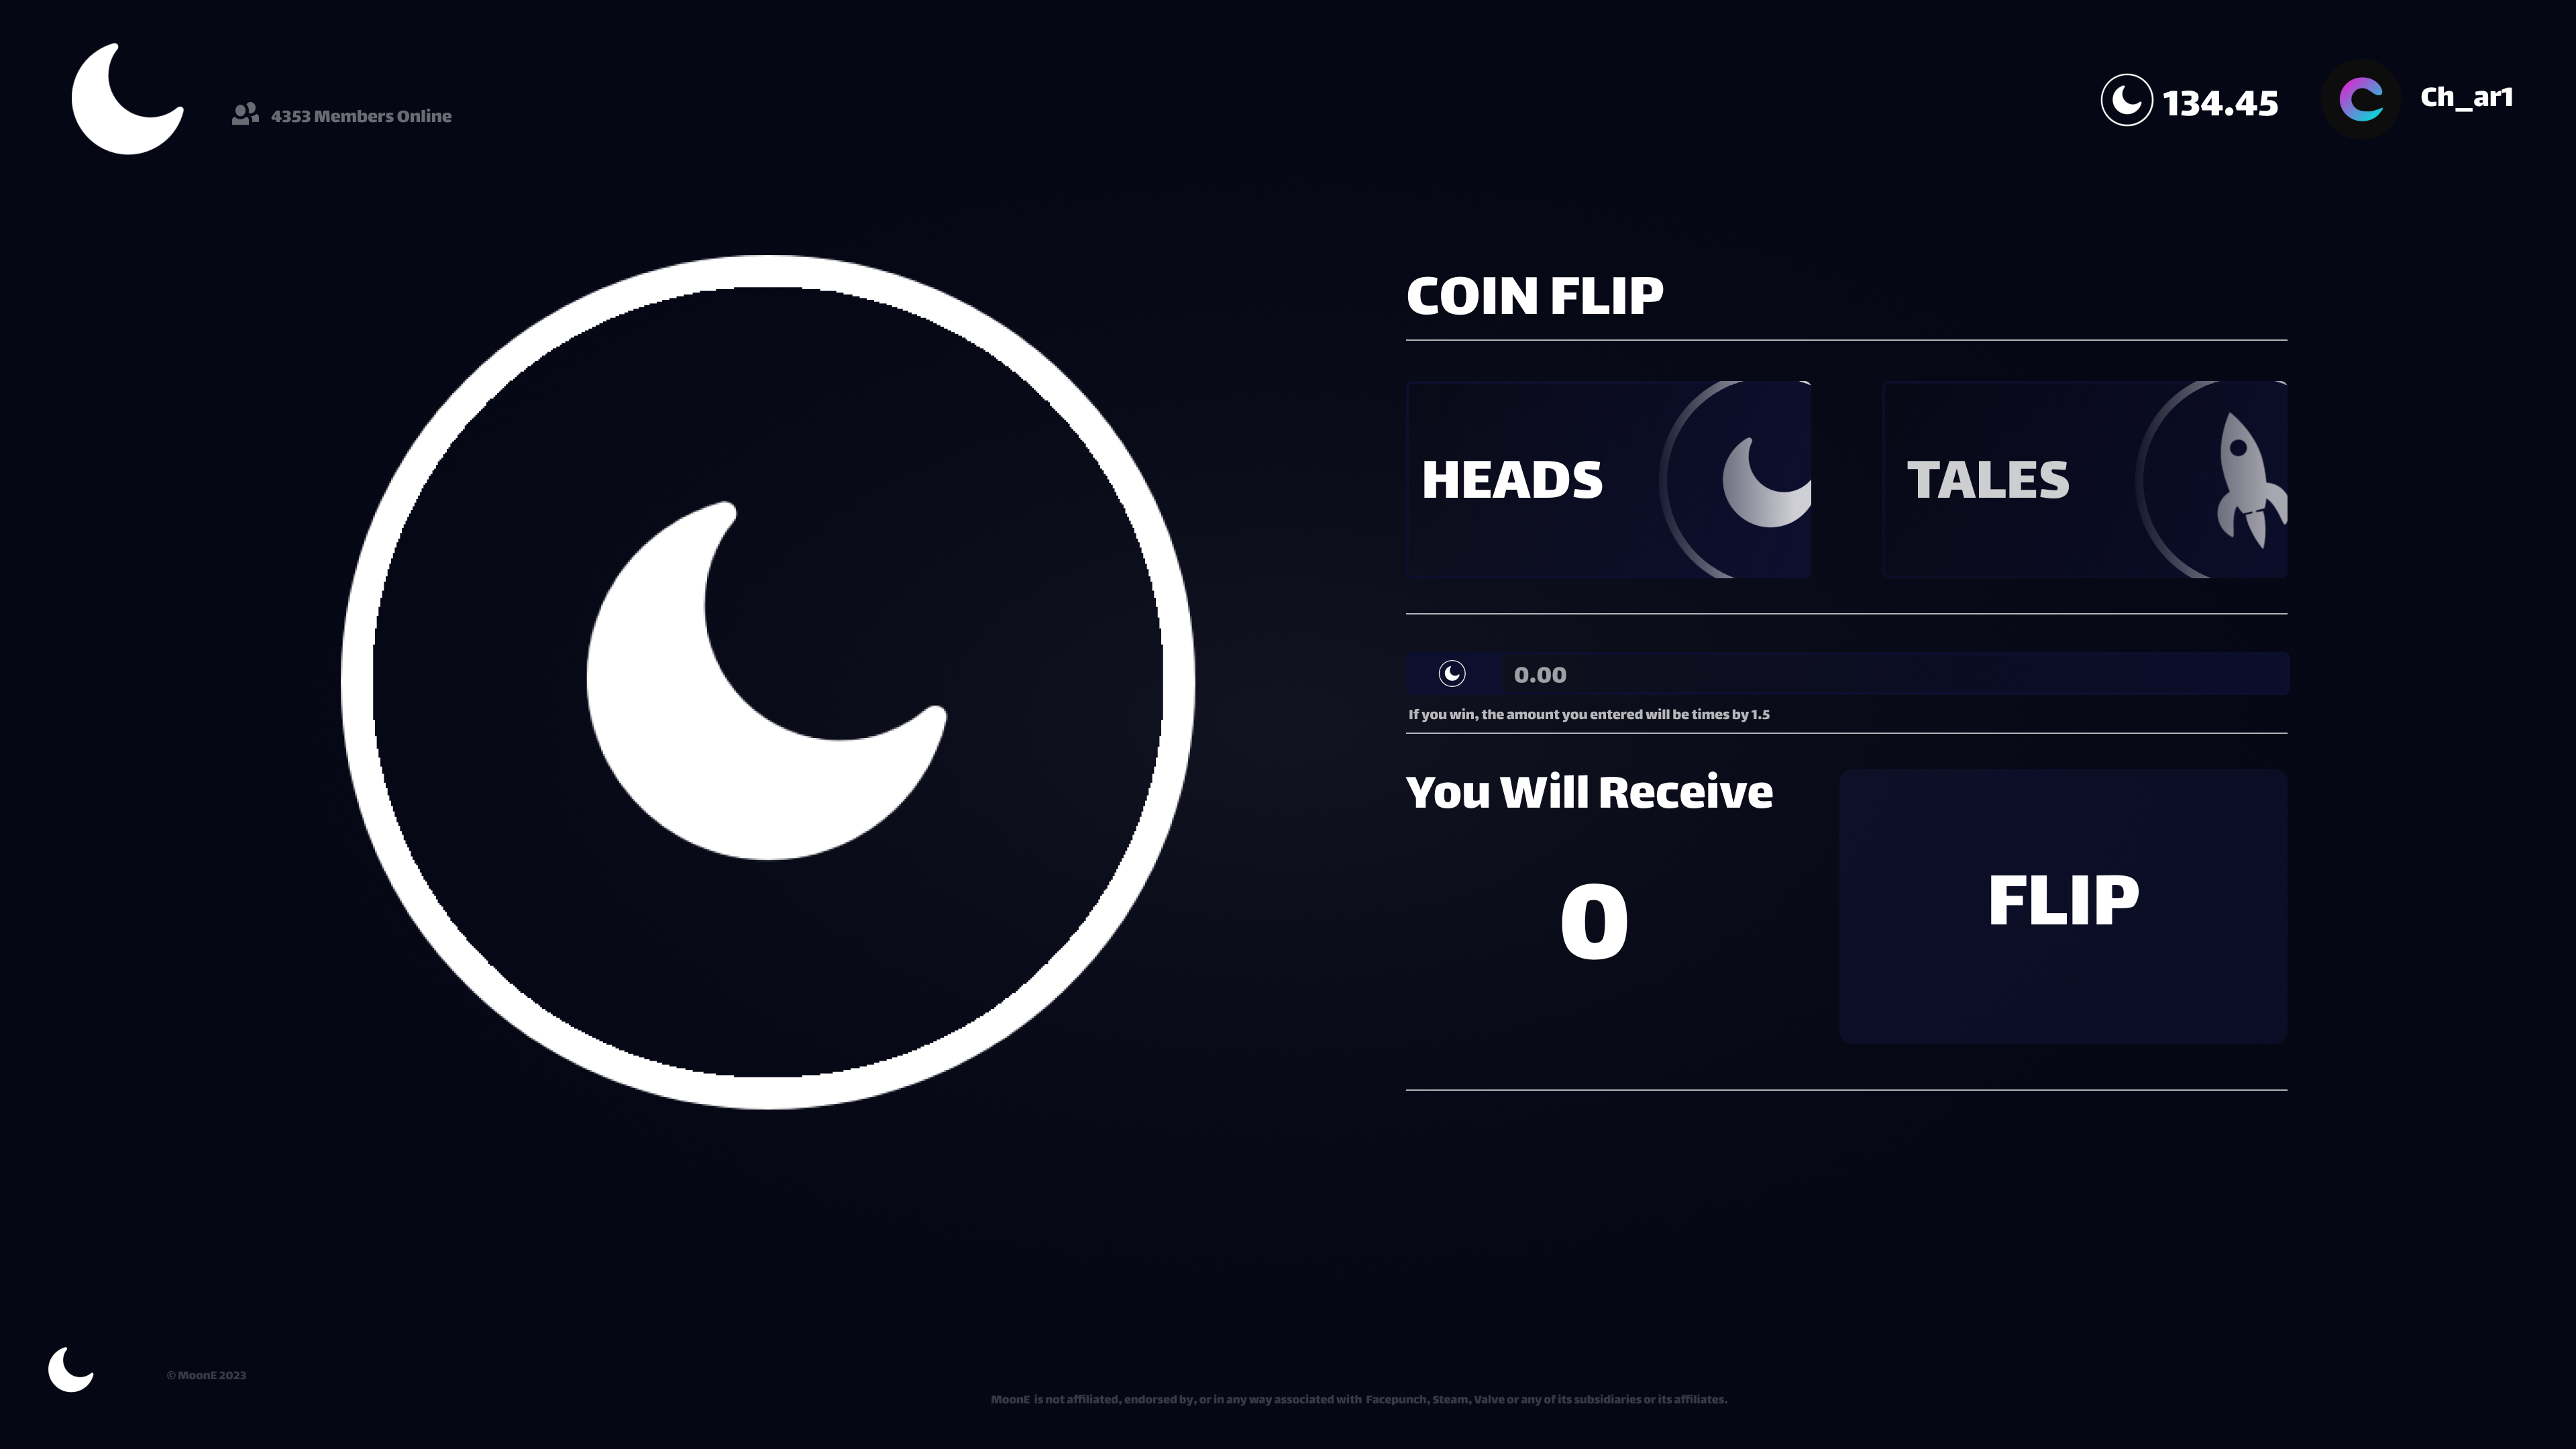 4353 Members Online
134.45
Ch_ar1
COIN FLIP
HEADS
TALES
0.00
If you win, the amount you entered will be times by 1.5
You Will Receive
0
FLIP
© MoonE 2023
MoonE is not affiliated, endorsed by, or in any way associated with Facepunch, Steam, Valve or any of its subsidiaries or its affiliates.